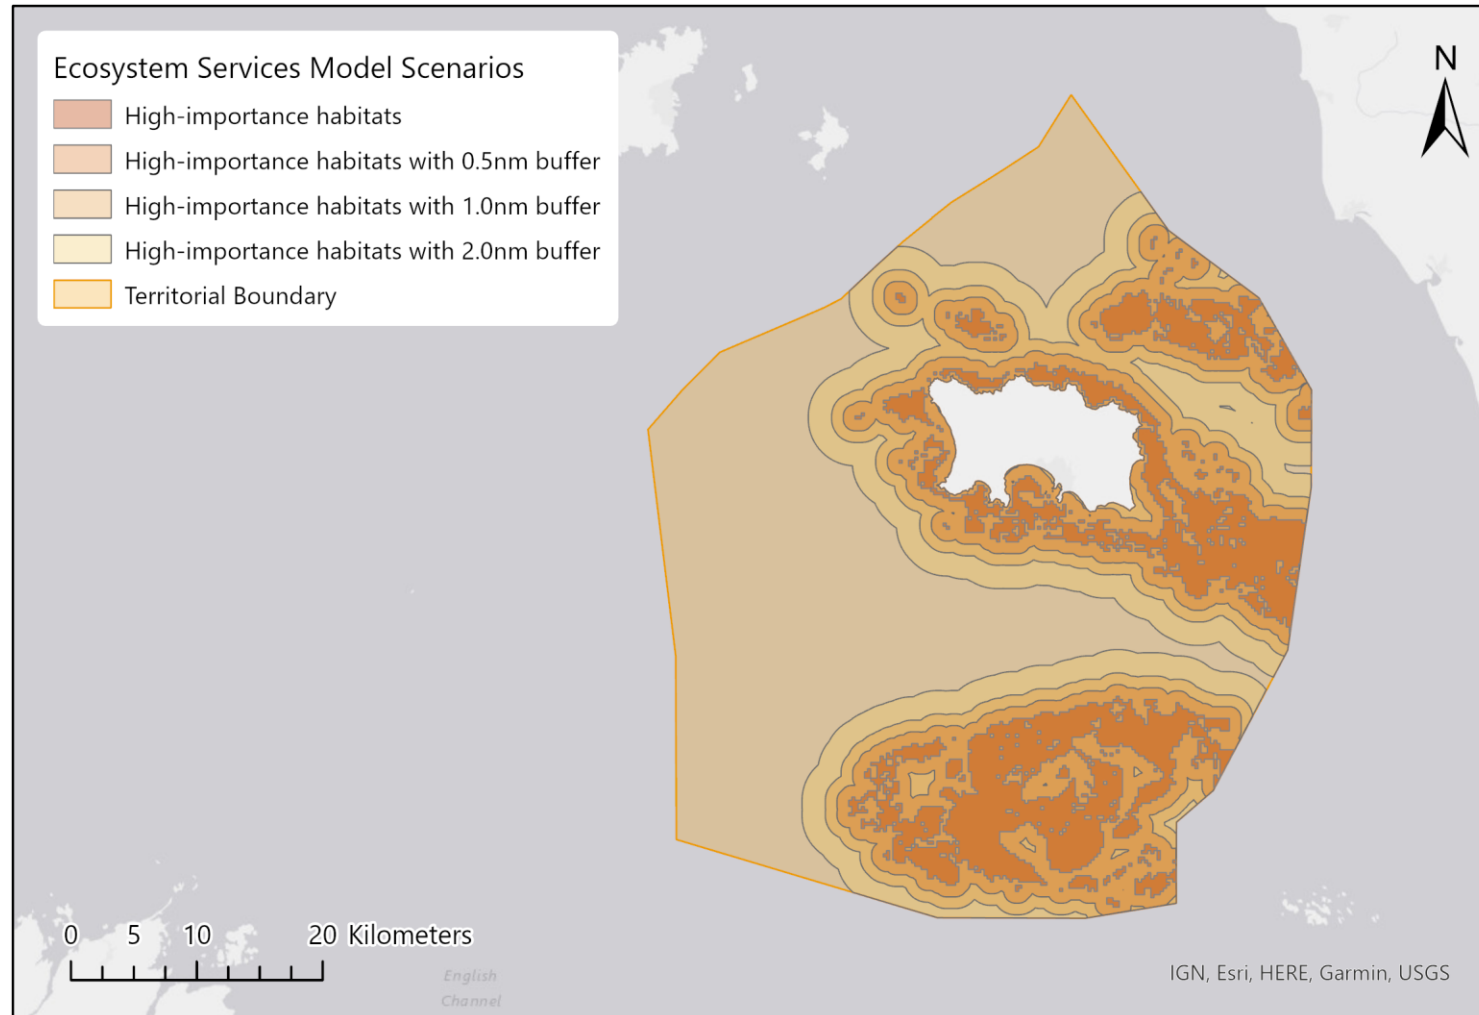 Ecosystem Services Model Scenarios
High-importance habitats
High-importance habitats with 0.5nm buffer
High-importance habitats with 1.0nm buffer
High-importance habitats with 2.0nm buffer
Territorial Boundary
N
0 5 10 20 Kilometers
English
Channel
IGN, Esri, HERE, Garmin, USGS